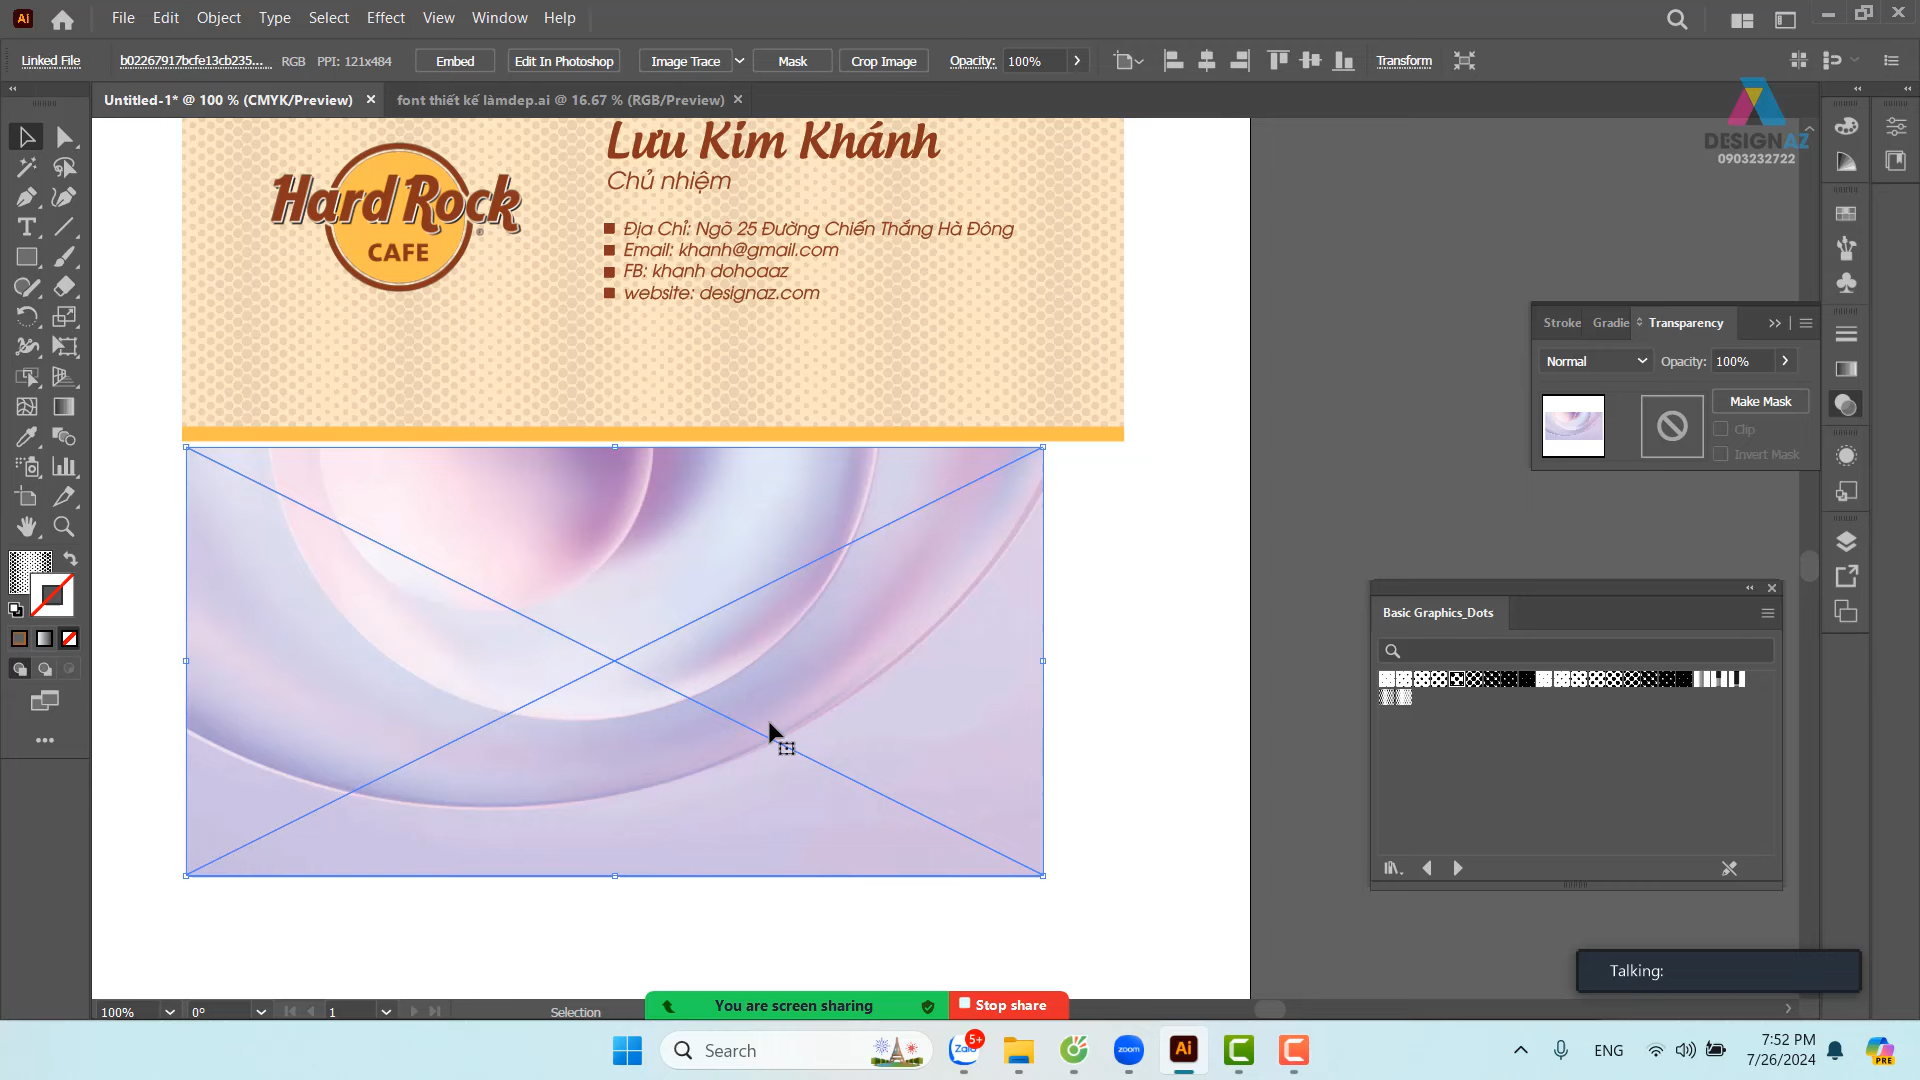 Ai File Edit Object Type Select Effect View Window Help
Linked File b02267917bcfe13cb235... RGB PPI: 121x484 Embed Edit In Photoshop Image Trace Mask Crop Image Opacity: 100% Transform
Untitled-1* @ 100 % (CMYK/Preview) font thiết kế làmdep.ai @ 16.67 % (RGB/Preview)
DESIGNAZ
0903232722
Lưu Kim Khánh
Chủ nhiệm
Hard Rock
CAFE
®
Địa Chỉ: Ngõ 25 Đường Chiến Thắng Hà Đông
Email: khanh@gmail.com
FB: khanh dohoaaz
website: designaz.com
Stroke Gradie Transparency
Normal Opacity: 100%
Make Mask
Clip
Invert Mask
Basic Graphics_Dots
Talking:
100% 0° 1 Selection
You are screen sharing Stop share
Search
Zalo 5+
zoom
Ai
ENG
7:52 PM
7/26/2024
PRE